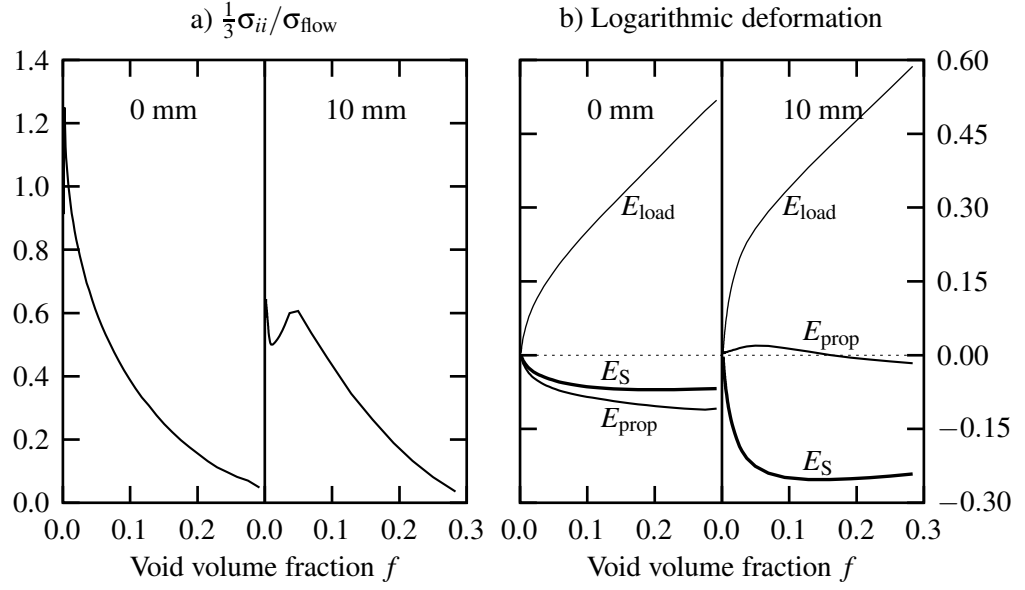 a) ⅓σii/σflow
b) Logarithmic deformation
1.4
1.2
1.0
0.8
0.6
0.4
0.2
0.0
0 mm
10 mm
0.0
0.1
0.2
0.0
0.1
0.2
0.3
Void volume fraction f
0 mm
10 mm
Eload
Eload
Eprop
ES
Eprop
ES
0.60
0.45
0.30
0.15
0.00
−0.15
−0.30
0.0
0.1
0.2
0.0
0.1
0.2
0.3
Void volume fraction f